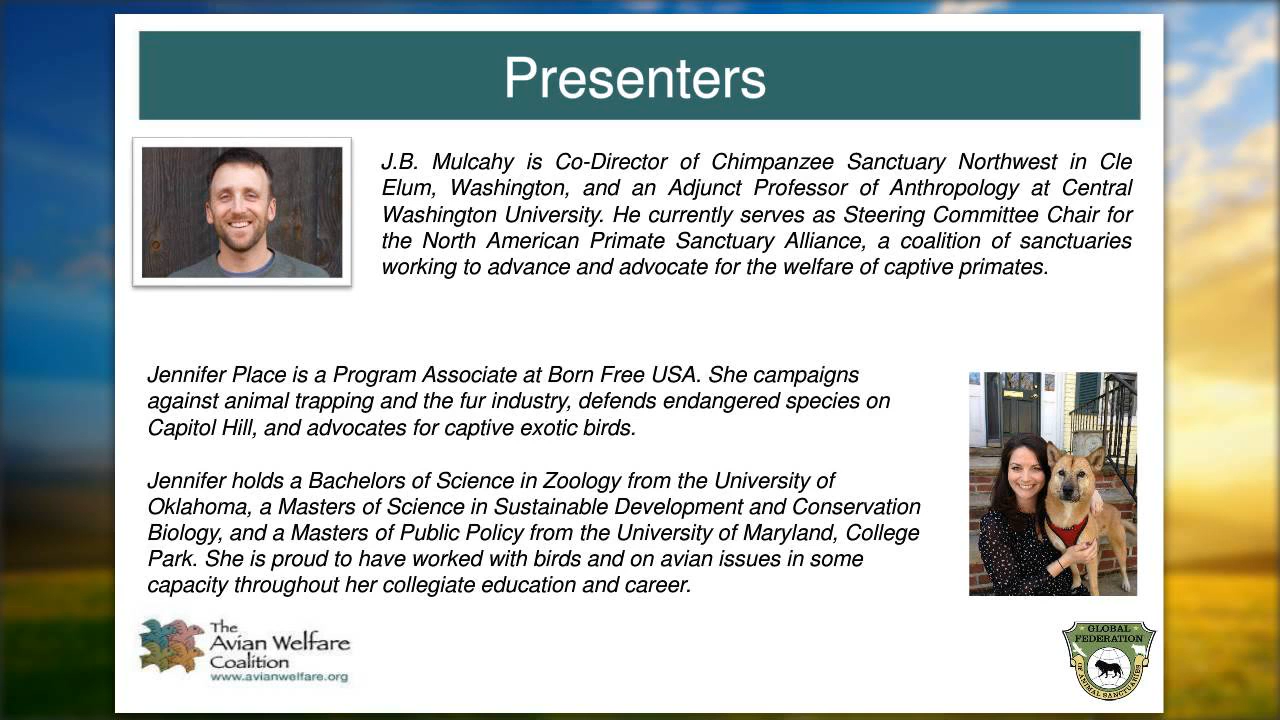 Presenters
J.B. Mulcahy is Co-Director of Chimpanzee Sanctuary Northwest in Cle
Elum, Washington, and an Adjunct Professor of Anthropology at Central
Washington University. He currently serves as Steering Committee Chair for
the North American Primate Sanctuary Alliance, a coalition of sanctuaries
working to advance and advocate for the welfare of captive primates.
Jennifer Place is a Program Associate at Born Free USA. She campaigns
against animal trapping and the fur industry, defends endangered species on
Capitol Hill, and advocates for captive exotic birds.
Jennifer holds a Bachelors of Science in Zoology from the University of
Oklahoma, a Masters of Science in Sustainable Development and Conservation
Biology, and a Masters of Public Policy from the University of Maryland, College
Park. She is proud to have worked with birds and on avian issues in some
capacity throughout her collegiate education and career.
The
Avian Welfare
Coalition
www.avianwelfare.org
GLOBAL
FEDERATION
OF ANIMAL SANCTUARIES